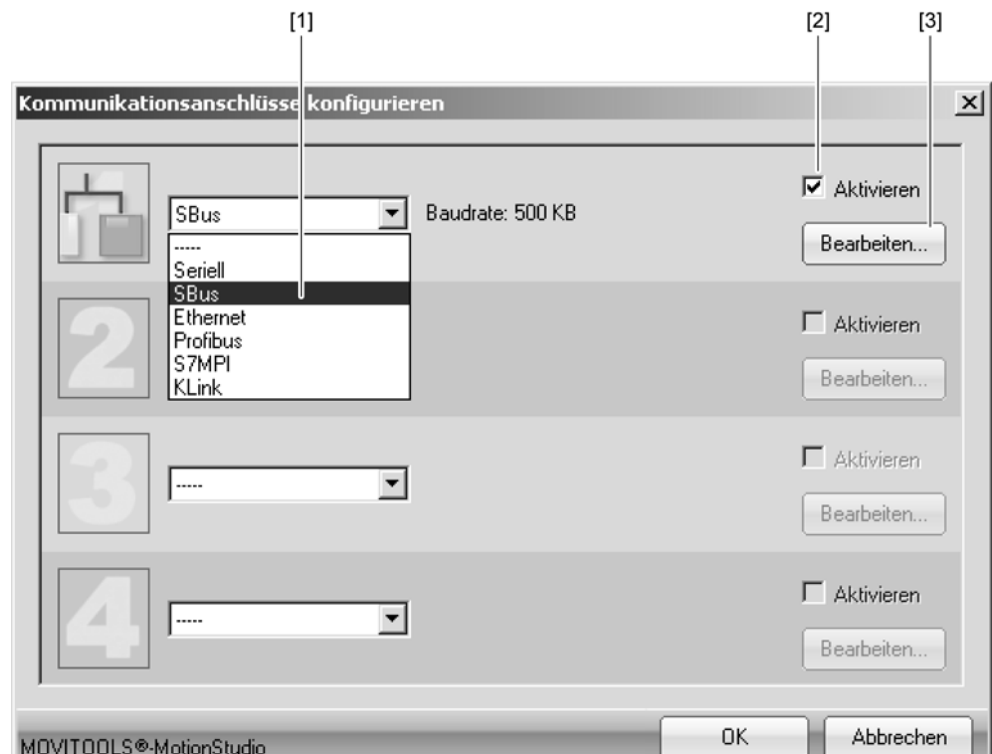 [1] [2] [3]
Kommunikationsanschlüsse konfigurieren
SBus Baudrate: 500 KB
Aktivieren
Bearbeiten...
-----
Seriell
SBus
Ethernet
Profibus
S7MPI
KLink
2
Aktivieren
Bearbeiten...
3
-----
Aktivieren
Bearbeiten...
4
-----
Aktivieren
Bearbeiten...
OK Abbrechen
MOVITOOLS®-MotionStudio